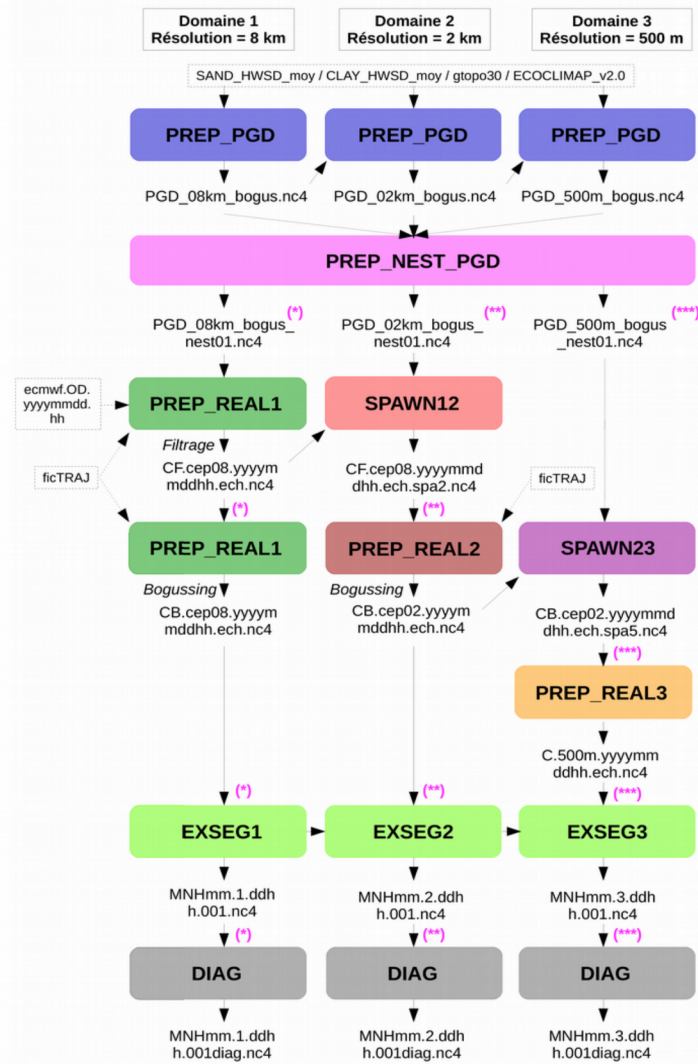 Domaine 1
Résolution = 8 km
Domaine 2
Résolution = 2 km
Domaine 3
Résolution = 500 m
SAND_HWSD_moy / CLAY_HWSD_moy / gtopo30 / ECOCLIMAP_v2.0
PREP_PGD
PREP_PGD
PREP_PGD
PGD_08km_bogus.nc4
PGD_02km_bogus.nc4
PGD_500m_bogus.nc4
PREP_NEST_PGD
(*)
(**)
(***)
PGD_08km_bogus_
nest01.nc4
PGD_02km_bogus_
nest01.nc4
PGD_500m_bogus
_nest01.nc4
ecmwf.OD.
yyyymmdd.
hh
PREP_REAL1
SPAWN12
Filtrage
CF.cep08.yyyym
mddhh.ech.nc4
CF.cep08.yyyymmd
dhh.ech.spa2.nc4
ficTRAJ
ficTRAJ
(*)
(**)
PREP_REAL1
PREP_REAL2
SPAWN23
Bogussing
Bogussing
CB.cep08.yyyym
mddhh.ech.nc4
CB.cep02.yyyym
mddhh.ech.nc4
CB.cep02.yyyymmd
dhh.ech.spa5.nc4
(***)
PREP_REAL3
C.500m.yyyymm
ddhh.ech.nc4
(*)
(**)
(***)
EXSEG1
EXSEG2
EXSEG3
MNHmm.1.ddh
h.001.nc4
MNHmm.2.ddh
h.001.nc4
MNHmm.3.ddh
h.001.nc4
(*)
(**)
(***)
DIAG
DIAG
DIAG
MNHmm.1.ddh
h.001diag.nc4
MNHmm.2.ddh
h.001diag.nc4
MNHmm.3.ddh
h.001diag.nc4